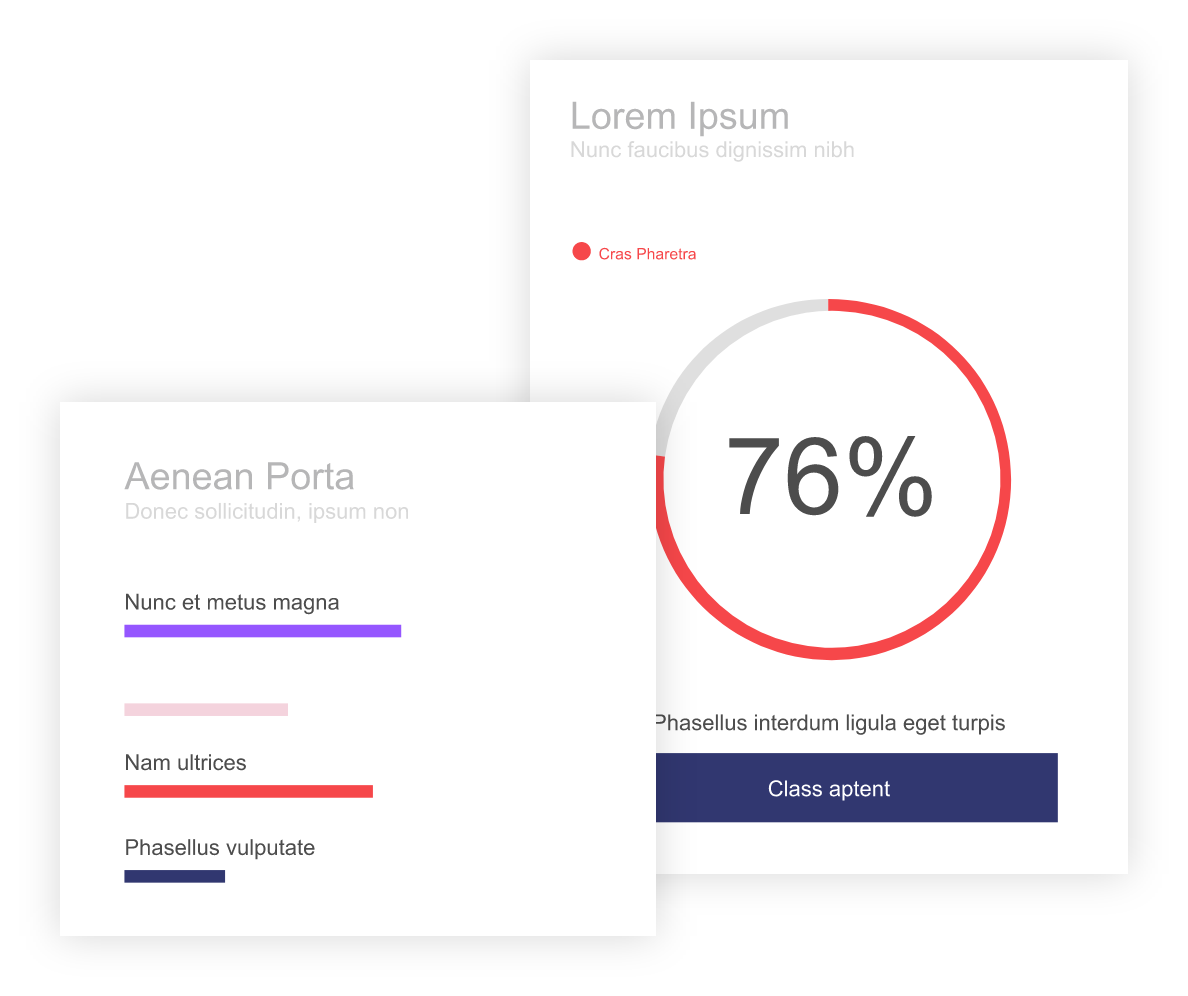 Lorem Ipsum
Nunc faucibus dignissim nibh
Cras Pharetra
76%
Phasellus interdum ligula eget turpis
Class aptent
Aenean Porta
Donec sollicitudin, ipsum non
Nunc et metus magna
Nam ultrices
Phasellus vulputate